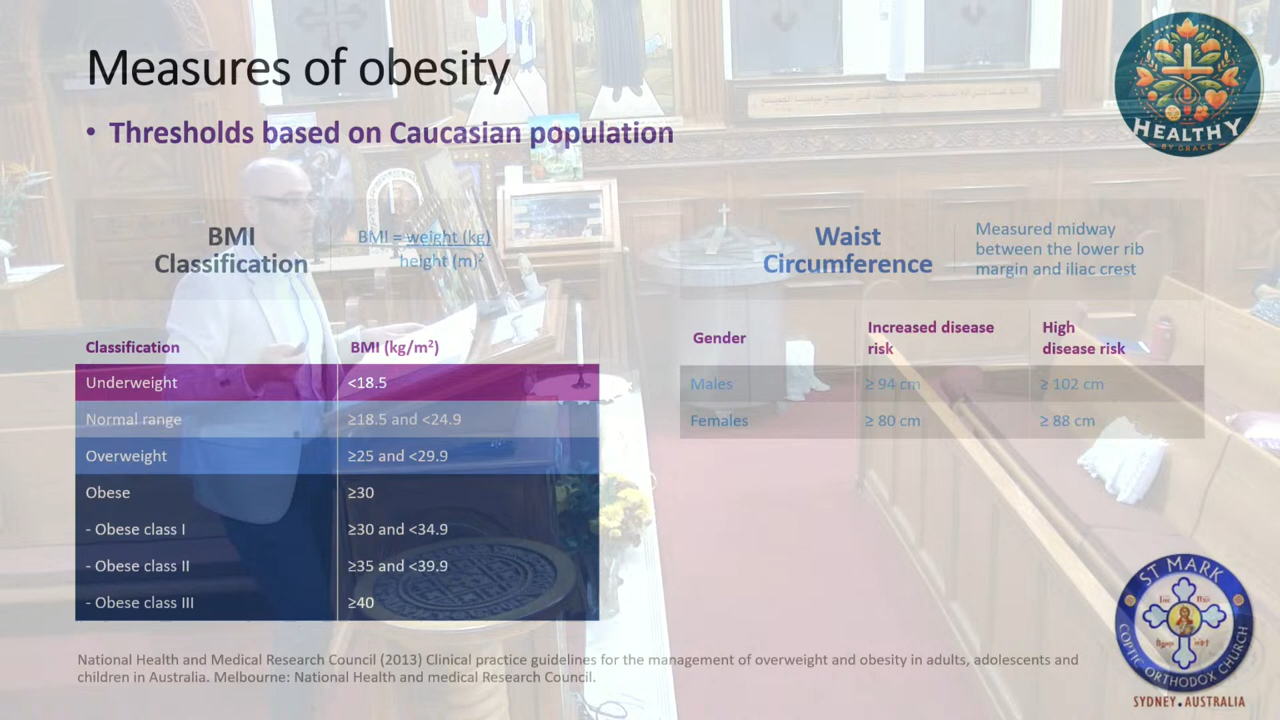 Measures of obesity
• Thresholds based on Caucasian population
HEALTHY
BY GRACE
BMI
Classification
BMI = weight (kg)
height (m)²
Waist
Circumference
Measured midway
between the lower rib
margin and iliac crest
Classification BMI (kg/m²)
Underweight <18.5
Normal range ≥18.5 and <24.9
Overweight ≥25 and <29.9
Obese ≥30
- Obese class I ≥30 and <34.9
- Obese class II ≥35 and <39.9
- Obese class III ≥40
Gender Increased disease
risk High
disease risk
Males ≥ 94 cm ≥ 102 cm
Females ≥ 80 cm ≥ 88 cm
National Health and Medical Research Council (2013) Clinical practice guidelines for the management of overweight and obesity in adults, adolescents and
children in Australia. Melbourne: National Health and medical Research Council.
ST MARK
COPTIC ORTHODOX CHURCH
SYDNEY • AUSTRALIA